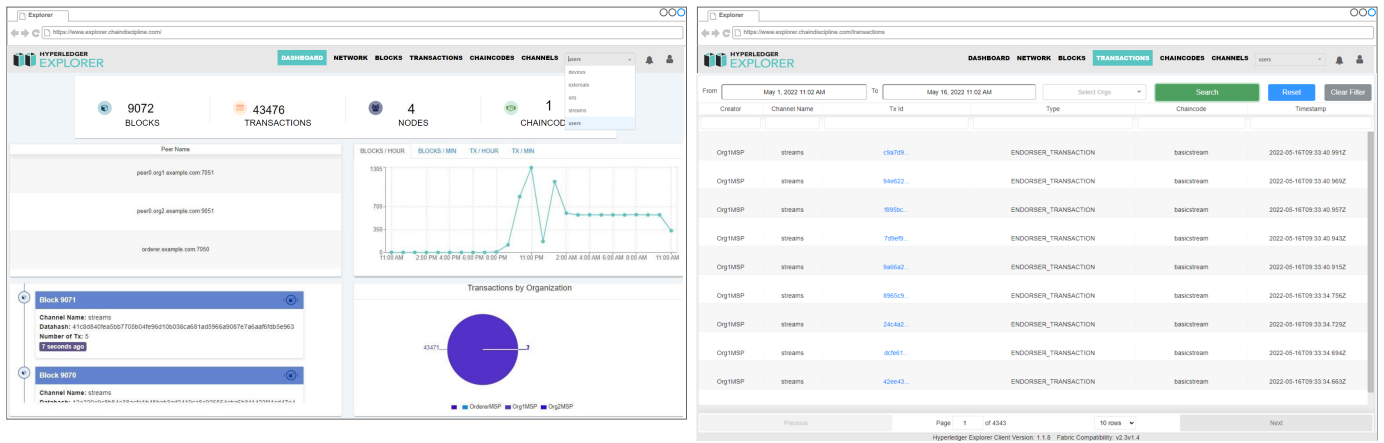 Explorer
https://www.explorer.chaindiscipline.com/
HYPERLEDGER
EXPLORER
DASHBOARD NETWORK BLOCKS TRANSACTIONS CHAINCODES CHANNELS users
devices
externals
orls
streams
users
9072
BLOCKS
43476
TRANSACTIONS
4
NODES
1
CHAINCOD
Peer Name
peer0.org1.example.com:7051
peer0.org2.example.com:9051
orderer.example.com:7050
BLOCKS / HOUR BLOCKS / MIN TX / HOUR TX / MIN
1305
700
350
0
11:00 AM 2:00 PM 4:00 PM 6:00 PM 8:00 PM 11:00 PM 2:00 AM 4:00 AM 6:00 AM 8:00 AM 11:00 AM
Block 9071
Channel Name: streams
Number of Tx: 5
7 seconds ago
Block 9070
Channel Name: streams
Transactions by Organization
43471
OrdererMSP Org1MSP Org2MSP
Explorer
https://www.explorer.chaindiscipline.com/transactions
HYPERLEDGER
EXPLORER
DASHBOARD NETWORK BLOCKS TRANSACTIONS CHAINCODES CHANNELS users
From May 1, 2022 11:02 AM To May 16, 2022 11:02 AM Select Orgs Search Reset Clear Filter
Creator Channel Name Tx Id Type Chaincode Timestamp
Org1MSP streams c9a7d9... ENDORSER_TRANSACTION basicstream 2022-05-16T09:33:40.991Z
Org1MSP streams 94e622... ENDORSER_TRANSACTION basicstream 2022-05-16T09:33:40.969Z
Org1MSP streams f895bc... ENDORSER_TRANSACTION basicstream 2022-05-16T09:33:40.957Z
Org1MSP streams 7d9ef9... ENDORSER_TRANSACTION basicstream 2022-05-16T09:33:40.943Z
Org1MSP streams 9a66a2... ENDORSER_TRANSACTION basicstream 2022-05-16T09:33:40.915Z
Org1MSP streams 8965c9... ENDORSER_TRANSACTION basicstream 2022-05-16T09:33:34.756Z
Org1MSP streams 24c4a2... ENDORSER_TRANSACTION basicstream 2022-05-16T09:33:34.729Z
Org1MSP streams dcfe61... ENDORSER_TRANSACTION basicstream 2022-05-16T09:33:34.694Z
Org1MSP streams 42ee43... ENDORSER_TRANSACTION basicstream 2022-05-16T09:33:34.663Z
Previous Page 1 of 4343 10 rows Next
Hyperledger Explorer Client Version: 1.1.8 Fabric Compatibility: v2.3v1.4